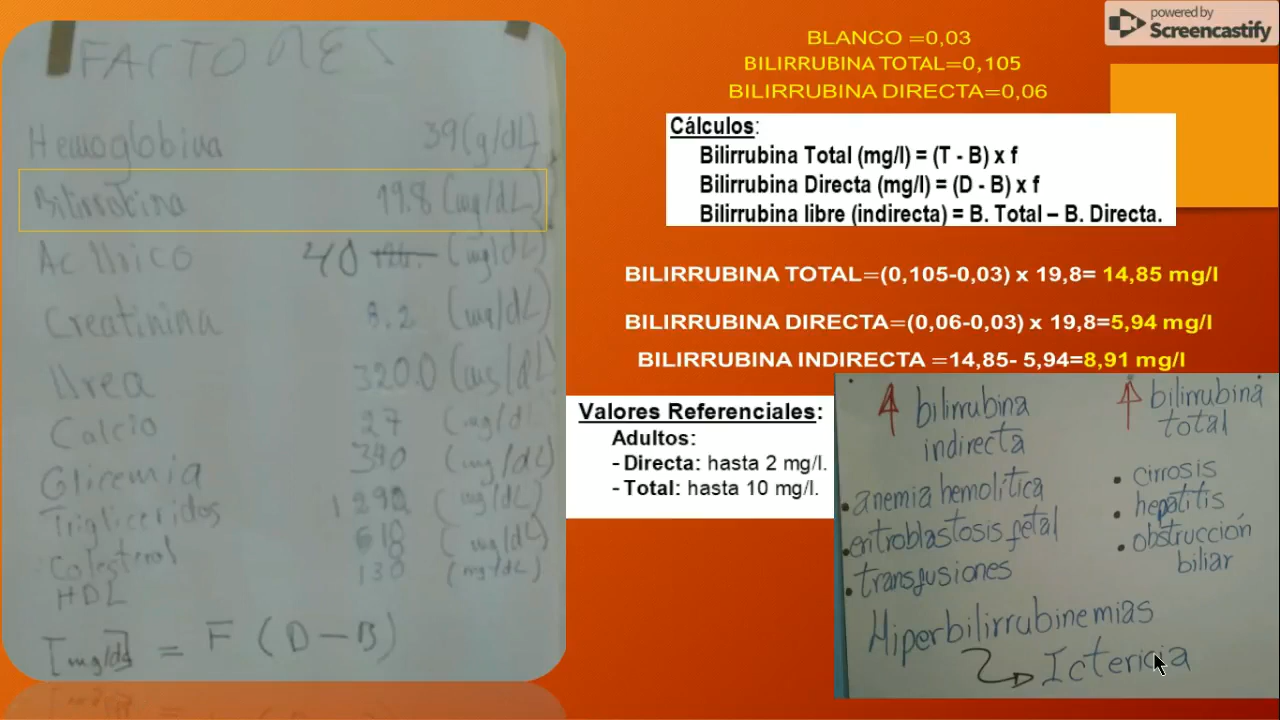 FACTORES
Hemoglobina 39 (g/dL)
Bilirrubina 19.8 (mg/dL)
Ac Urico 40 (mg/dL)
Creatinina 8.2 (mg/dL)
Urea 320.0 (mg/dL)
Calcio 27 (mg/dl
Glicemia 340 (mg/dL)
Trigliceridos 1290 (mg/dL)
Colesterol 610 (mg/dL)
HDL 130 (mg/dL)
= F (D-B)
powered by
Screencastify
BLANCO =0,03
BILIRRUBINA TOTAL=0,105
BILIRRUBINA DIRECTA=0,06
Cálculos:
Bilirrubina Total (mg/l) = (T - B) x f
Bilirrubina Directa (mg/l) = (D - B) x f
Bilirrubina libre (indirecta) = B. Total – B. Directa.
BILIRRUBINA TOTAL=(0,105-0,03) x 19,8= 14,85 mg/l
BILIRRUBINA DIRECTA=(0,06-0,03) x 19,8=5,94 mg/l
BILIRRUBINA INDIRECTA =14,85- 5,94=8,91 mg/l
Valores Referenciales:
Adultos:
- Directa: hasta 2 mg/l.
- Total: hasta 10 mg/l.
↑ bilirrubina
indirecta
• anemia hemolítica
• eritroblastosis fetal
• transfusiones
↑ bilirrubina
total
• cirrosis
• hepatitis
• obstrucción
biliar
Hiperbilirrubinemias
Ictericia